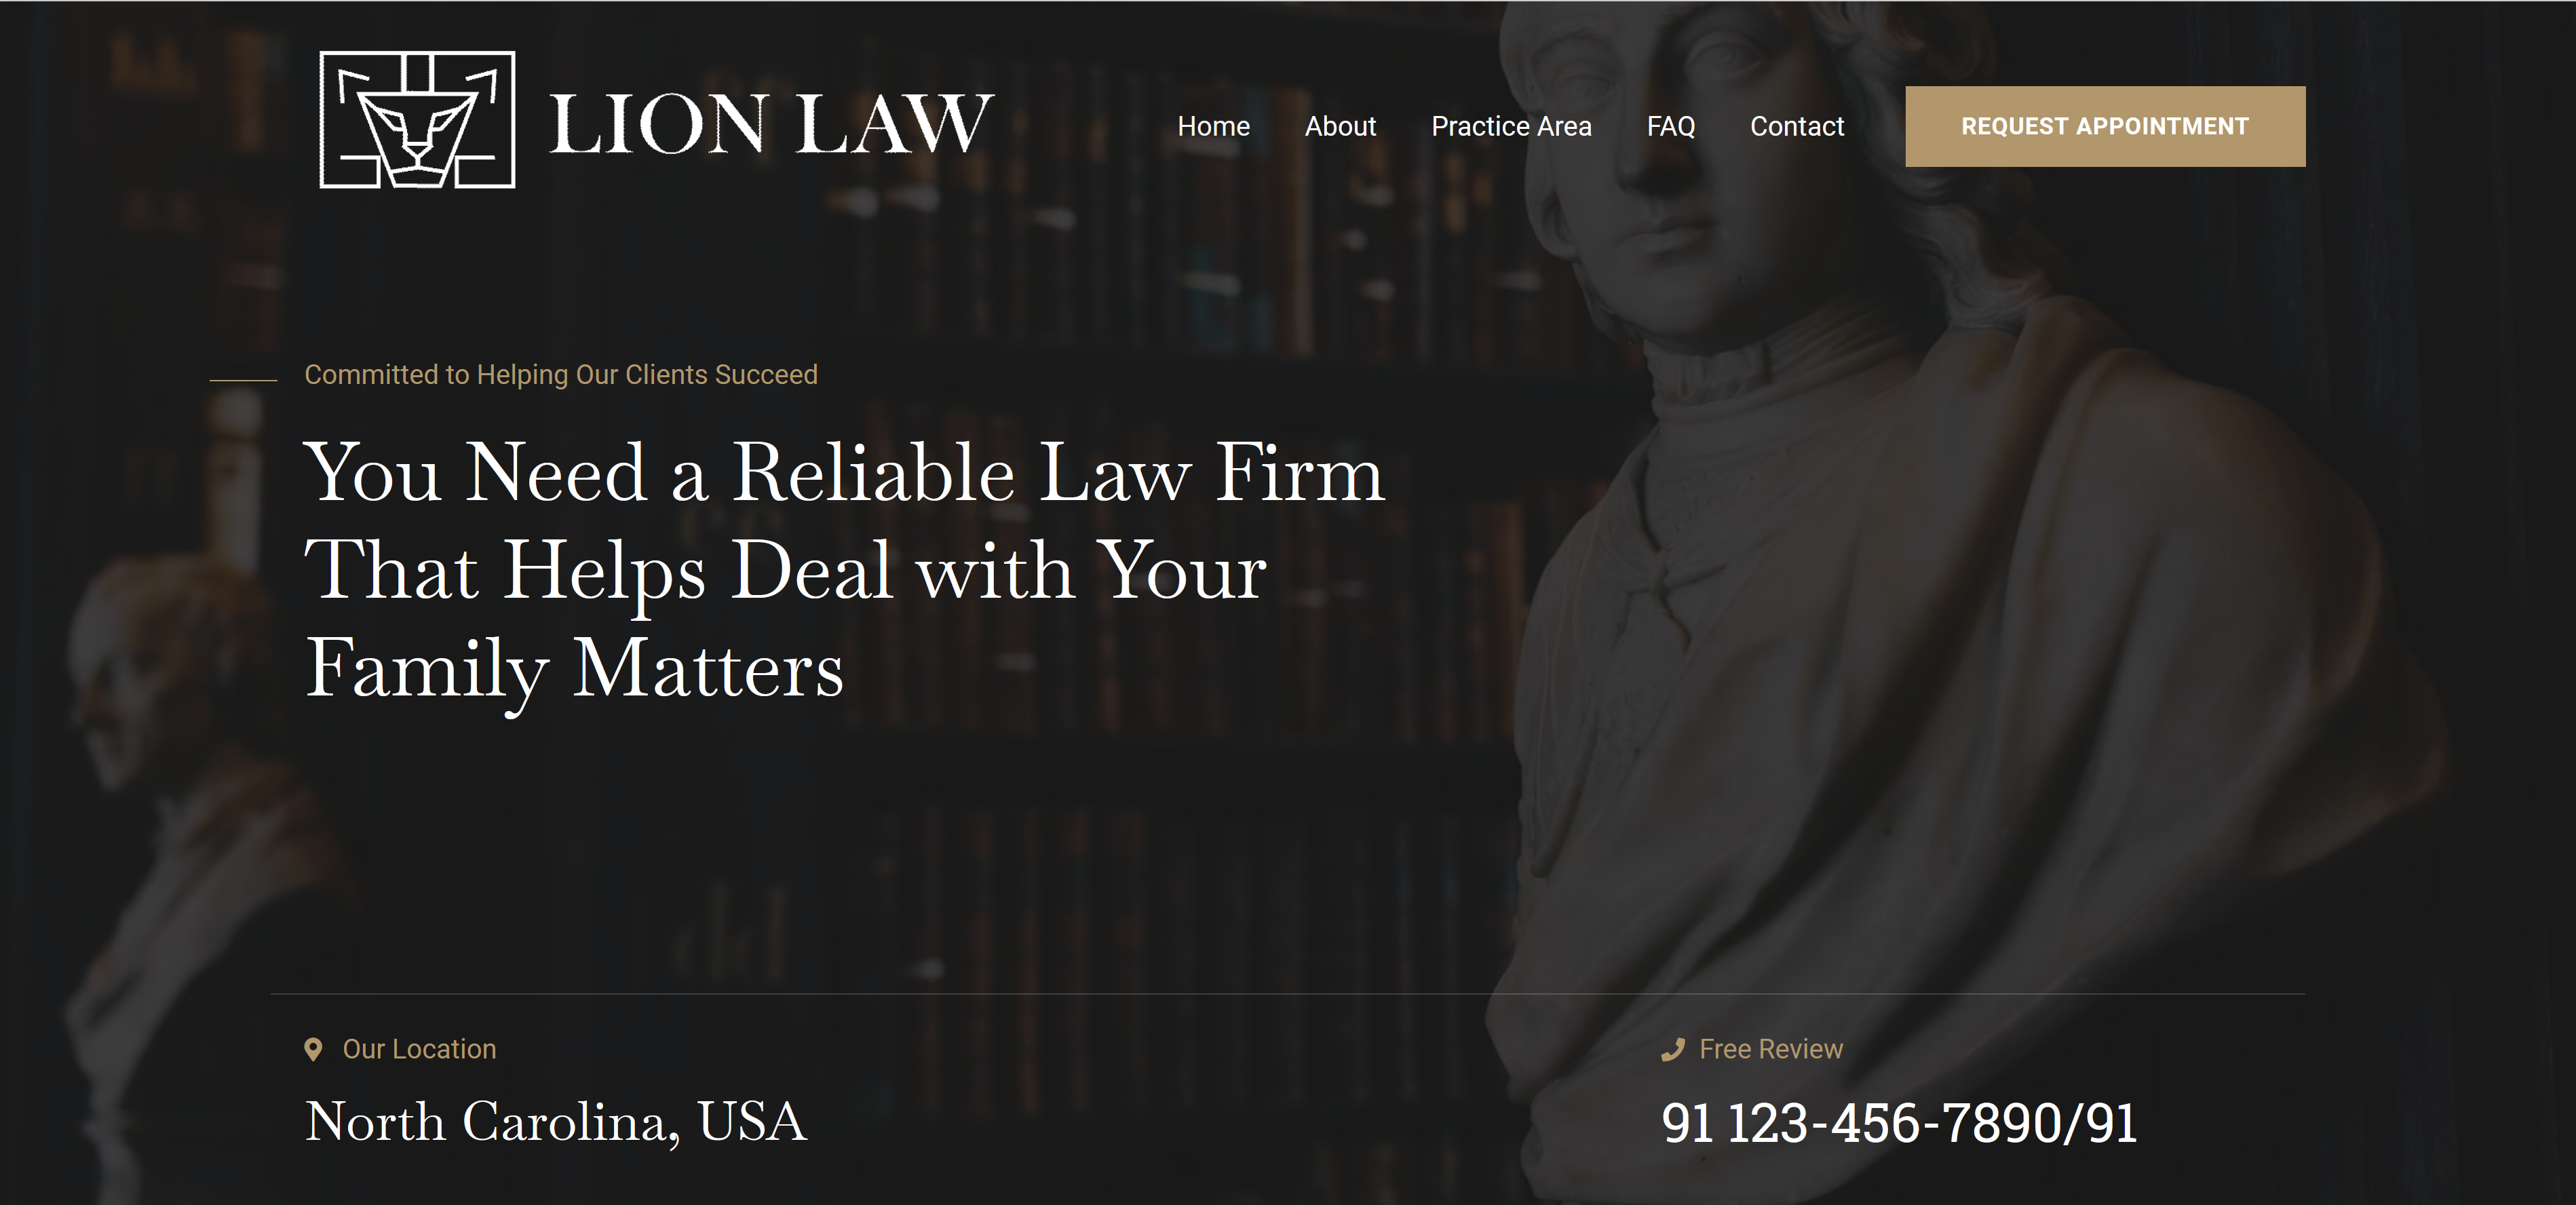 LION LAW
Home About Practice Area FAQ Contact REQUEST APPOINTMENT
Committed to Helping Our Clients Succeed
You Need a Reliable Law Firm
That Helps Deal with Your
Family Matters
ee
dd
Our Location
North Carolina, USA
Free Review
91 123-456-7890/91